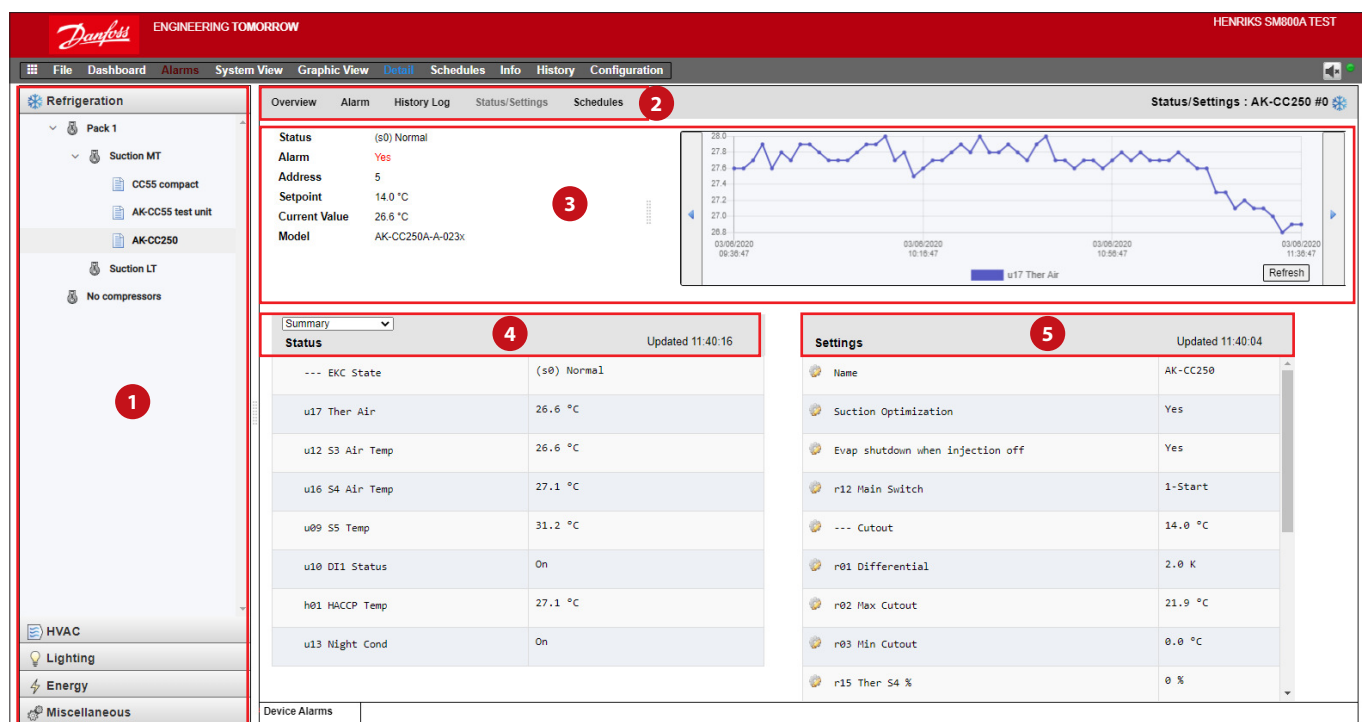 Danfoss ENGINEERING TOMORROW HENRIKS SM800A TEST
File Dashboard Alarms System View Graphic View Detail Schedules Info History Configuration
Refrigeration
Pack 1
Suction MT
CC55 compact
AK-CC55 test unit
AK-CC250
Suction LT
No compressors
1
HVAC
Lighting
Energy
Miscellaneous
Overview Alarm History Log Status/Settings Schedules 2 Status/Settings : AK-CC250 #0
Status (s0) Normal
Alarm Yes
Address 5
Setpoint 14.0 °C
Current Value 26.6 °C
Model AK-CC250A-A-023x
3
28.0
27.8
27.6
27.4
27.2
27.0
26.8
03/06/2020 03/06/2020 03/06/2020 03/06/2020
09:36:47 10:16:47 10:56:47 11:36:47
u17 Ther Air Refresh
Summary
Status 4 Updated 11:40:16
--- EKC State (s0) Normal
u17 Ther Air 26.6 °C
u12 S3 Air Temp 26.6 °C
u16 S4 Air Temp 27.1 °C
u09 S5 Temp 31.2 °C
u10 DI1 Status On
h01 HACCP Temp 27.1 °C
u13 Night Cond On
Settings 5 Updated 11:40:04
Name AK-CC250
Suction Optimization Yes
Evap shutdown when injection off Yes
r12 Main Switch 1-Start
--- Cutout 14.0 °C
r01 Differential 2.0 K
r02 Max Cutout 21.9 °C
r03 Min Cutout 0.0 °C
r15 Ther S4 % 0 %
Device Alarms